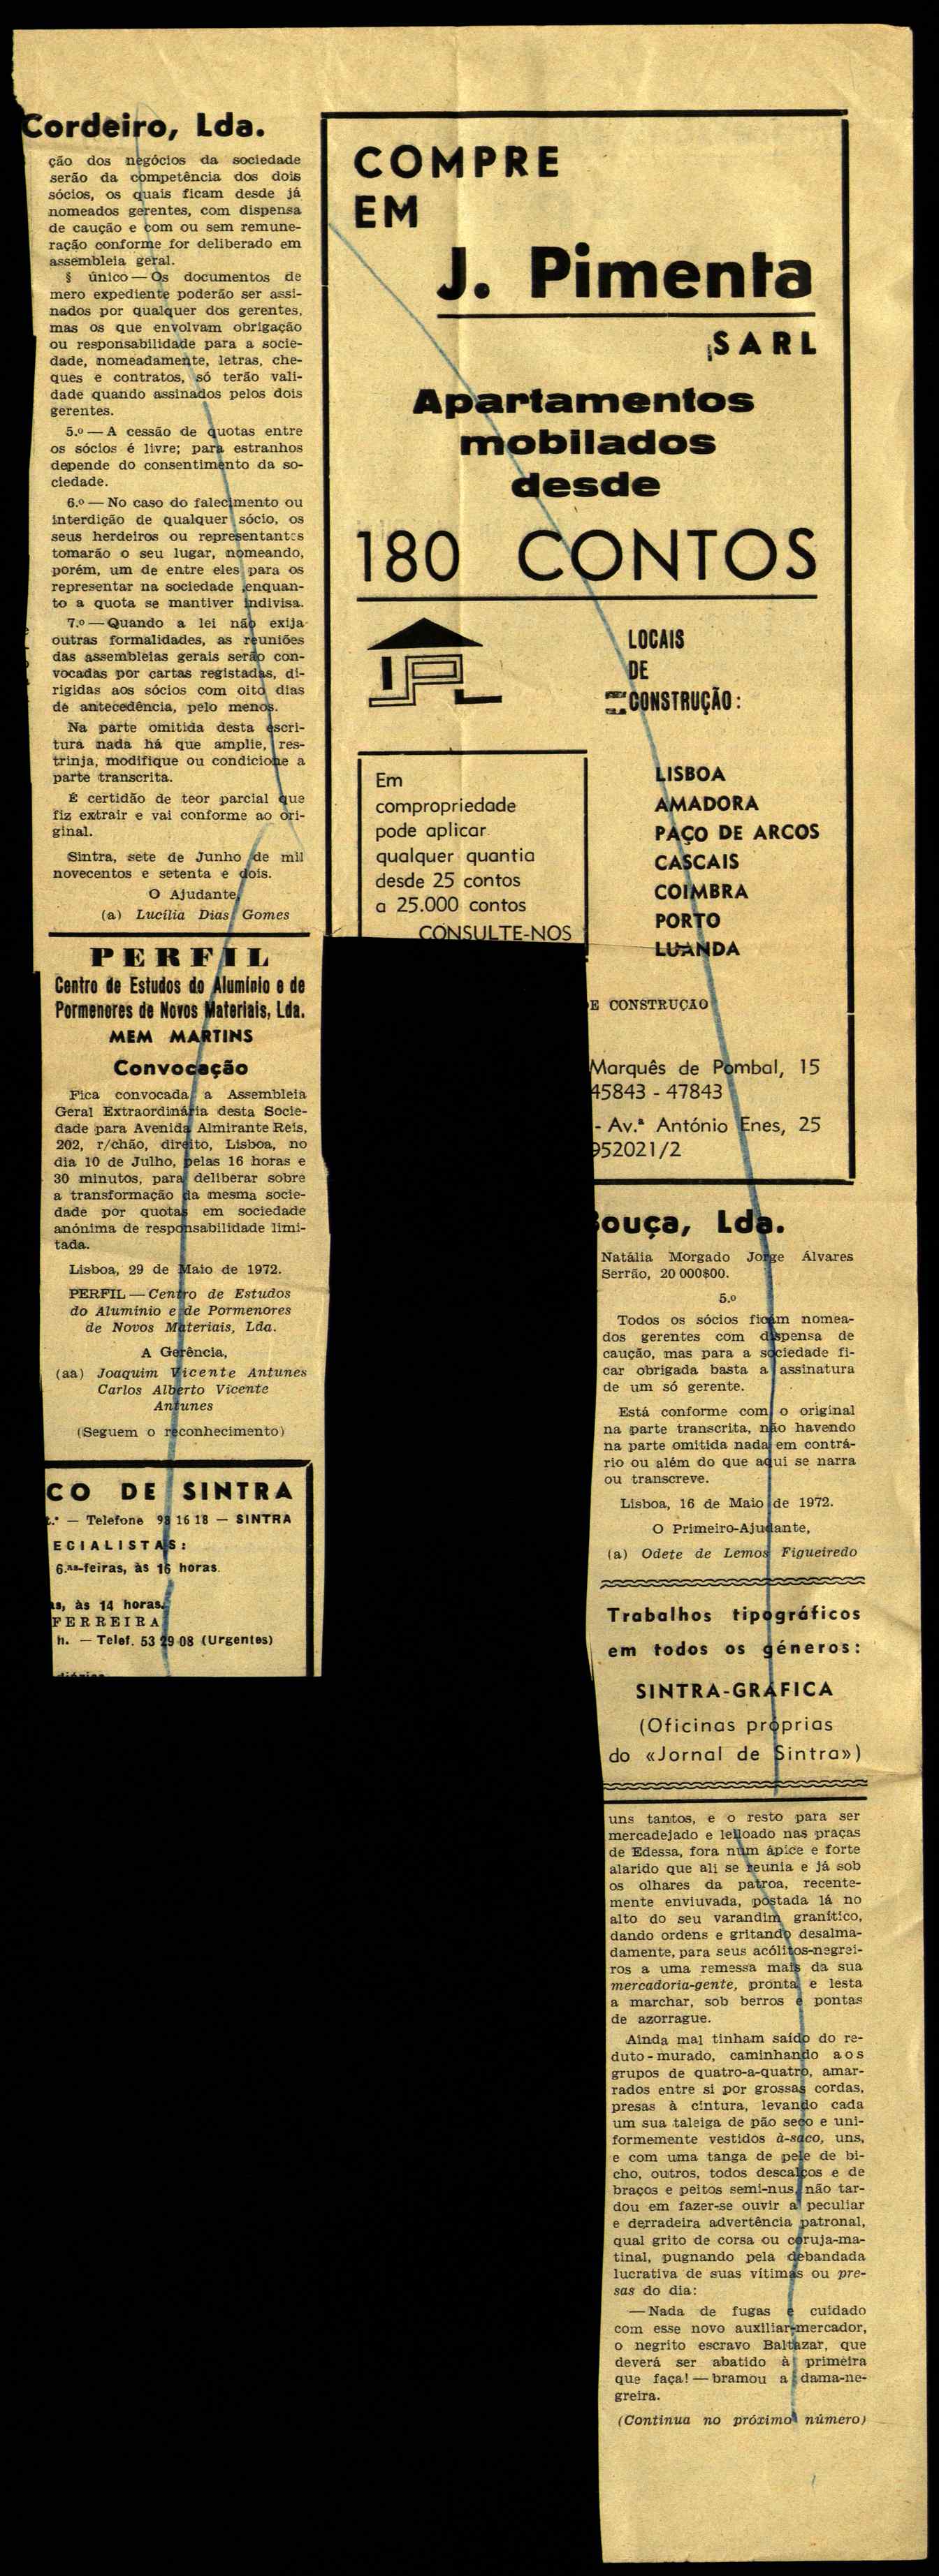 Cordeiro, Lda.
ção dos negócios da sociedade
serão da competência dos dois
sócios, os quais ficam desde já
nomeados gerentes, com dispensa
de caução e com ou sem remune-
ração conforme for deliberado em
assembleia geral.
§ único — Os documentos de
mero expediente poderão ser assi-
nados por qualquer dos gerentes,
mas os que envolvam obrigação
ou responsabilidade para a socie-
dade, nomeadamente, letras, che-
ques e contratos, só terão vali-
dade quando assinados pelos dois
gerentes.
5.º — A cessão de quotas entre
os sócios é livre; para estranhos
depende do consentimento da so-
ciedade.
6.º — No caso do falecimento ou
interdição de qualquer sócio, os
seus herdeiros ou representantes
tomarão o seu lugar, nomeando,
porém, um de entre eles para os
representar na sociedade ,enquan-
to a quota se mantiver indivisa.
7.º — Quando a lei não exija
outras formalidades, as reuniões
das assembleias gerais serão con-
vocadas por cartas registadas, di-
rigidas aos sócios com oito dias
de antecedência, pelo menos.
Na parte omitida desta escri-
tura nada há que amplie, res-
trinja, modifique ou condicione a
parte transcrita.
É certidão de teor parcial que
fiz extrair e vai conforme ao ori-
ginal.
Sintra, sete de Junho de mil
novecentos e setenta e dois.
O Ajudante,
(a) Lucília Dias Gomes
PERFIL
Centro de Estudos do Alumínio e de
Pormenores de Novos Materiais, Lda.
MEM MARTINS
Convocação
Fica convocada a Assembleia
Geral Extraordinária desta Socie-
dade para Avenida Almirante Reis,
202, r/chão, direito, Lisboa, no
dia 10 de Julho, pelas 16 horas e
30 minutos, para deliberar sobre
a transformação da mesma socie-
dade por quotas em sociedade
anónima de responsabilidade limi-
tada.
Lisboa, 29 de Maio de 1972.
PERFIL — Centro de Estudos
do Alumínio e de Pormenores
de Novos Materiais, Lda.
A Gerência,
(aa) Joaquim Vicente Antunes
Carlos Alberto Vicente
Antunes
(Seguem o reconhecimento)
CO DE SINTRA
.º — Telefone 98 16 18 — SINTRA
ECIALISTAS:
6.ªs-feiras, às 16 horas.
s, às 14 horas.
FERREIRA
h. — Telef. 53 29 08 (Urgentes)
COMPRE
EM
J. Pimenta
SARL
Apartamentos
mobilados
desde
180 CONTOS
LOCAIS
DE
CONSTRUÇÃO:
Em
compropriedade
pode aplicar
qualquer quantia
desde 25 contos
a 25.000 contos
CONSULTE-NOS
LISBOA
AMADORA
PAÇO DE ARCOS
CASCAIS
COIMBRA
PORTO
LUANDA
E CONSTRUÇAO
Marquês de Pombal, 15
45843 - 47843
- Av.ª António Enes, 25
952021/2
Bouça, Lda.
Natália Morgado Jorge Álvares
Serrão, 20 000$00.
5.º
Todos os sócios ficam nomea-
dos gerentes com dispensa de
caução, mas para a sociedade fi-
car obrigada basta a assinatura
de um só gerente.
Está conforme com o original
na parte transcrita, não havendo
na parte omitida nada em contrá-
rio ou além do que aqui se narra
ou transcreve.
Lisboa, 16 de Maio de 1972.
O Primeiro-Ajudante,
(a) Odete de Lemos Figueiredo
Trabalhos tipográficos
em todos os géneros:
SINTRA-GRÁFICA
(Oficinas próprias
do «Jornal de Sintra»)
uns tantos, e o resto para ser
mercadejado e leiloado nas praças
de Edessa, fora num ápice e forte
alarido que ali se reunia e já sob
os olhares da patroa, recente-
mente enviuvada, postada lá no
alto do seu varandim granítico,
dando ordens e gritando desalma-
damente, para seus acólitos-negrei-
ros a uma remessa mais da sua
mercadoria-gente, pronta e lesta
a marchar, sob berros e pontas
de azorrague.
Ainda mal tinham saído do re-
duto-murado, caminhando aos
grupos de quatro-a-quatro, amar-
rados entre si por grossas cordas,
presas à cintura, levando cada
um sua taleiga de pão seco e uni-
formemente vestidos à-saco, uns,
e com uma tanga de pele de bi-
cho, outros, todos descalços e de
braços e peitos semi-nus, não tar-
dou em fazer-se ouvir a peculiar
e derradeira advertência patronal,
qual grito de corsa ou coruja-ma-
tinal, pugnando pela debandada
lucrativa de suas vítimas ou pre-
sas do dia:
— Nada de fugas e cuidado
com esse novo auxiliar-mercador,
o negrito escravo Baltazar, que
deverá ser abatido à primeira
que faça! — bramou a dama-ne-
greira.
(Continua no próximo número)